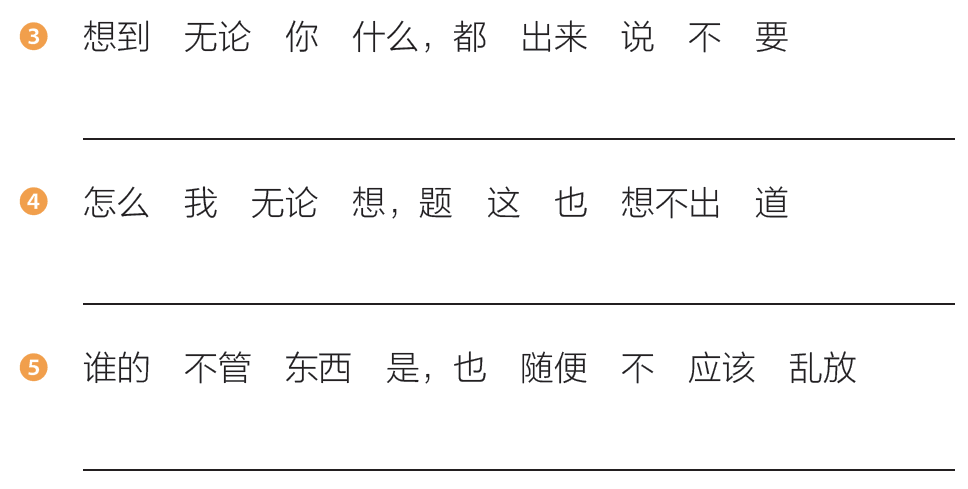 3 想到 无论 你 什么，都 出来 说 不 要
4 怎么 我 无论 想，题 这 也 想不出 道
5 谁的 不管 东西 是，也 随便 不 应该 乱放